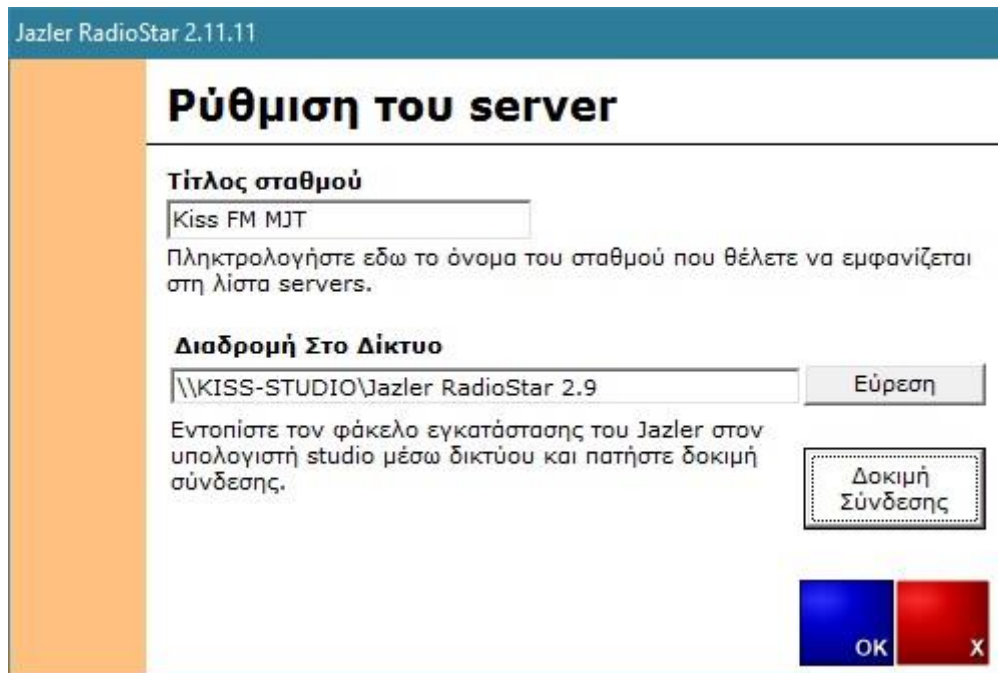 Jazler RadioStar 2.11.11
Ρύθμιση του server
Τίτλος σταθμού
Kiss FM MJT
Πληκτρολογήστε εδω το όνομα του σταθμού που θέλετε να εμφανίζεται
στη λίστα servers.
Διαδρομή Στο Δίκτυο
\\KISS-STUDIO\Jazler RadioStar 2.9
Εύρεση
Εντοπίστε τον φάκελο εγκατάστασης του Jazler στον
υπολογιστή studio μέσω δικτύου και πατήστε δοκιμή
σύνδεσης.
Δοκιμή
Σύνδεσης
OK
X